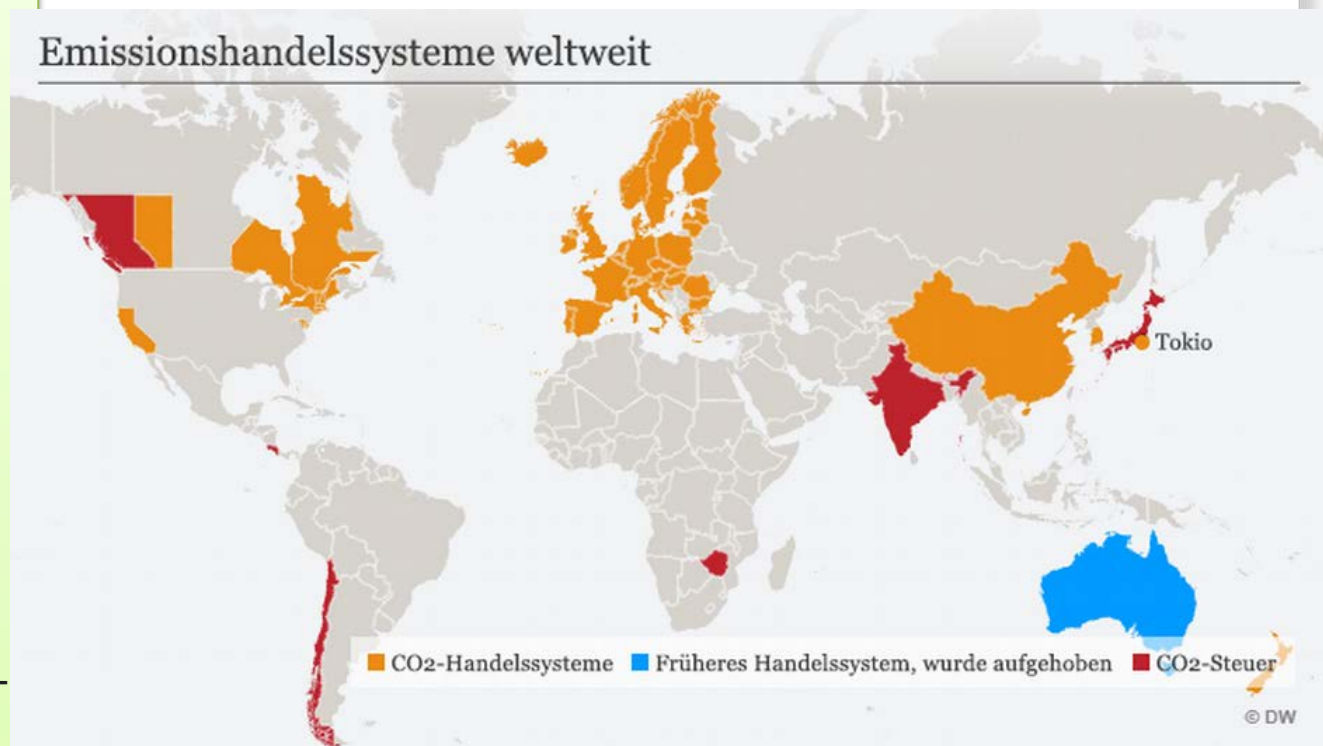 Emissionshandelssysteme weltweit
Tokio
CO2-Handelssysteme Früheres Handelssystem, wurde aufgehoben CO2-Steuer
© DW